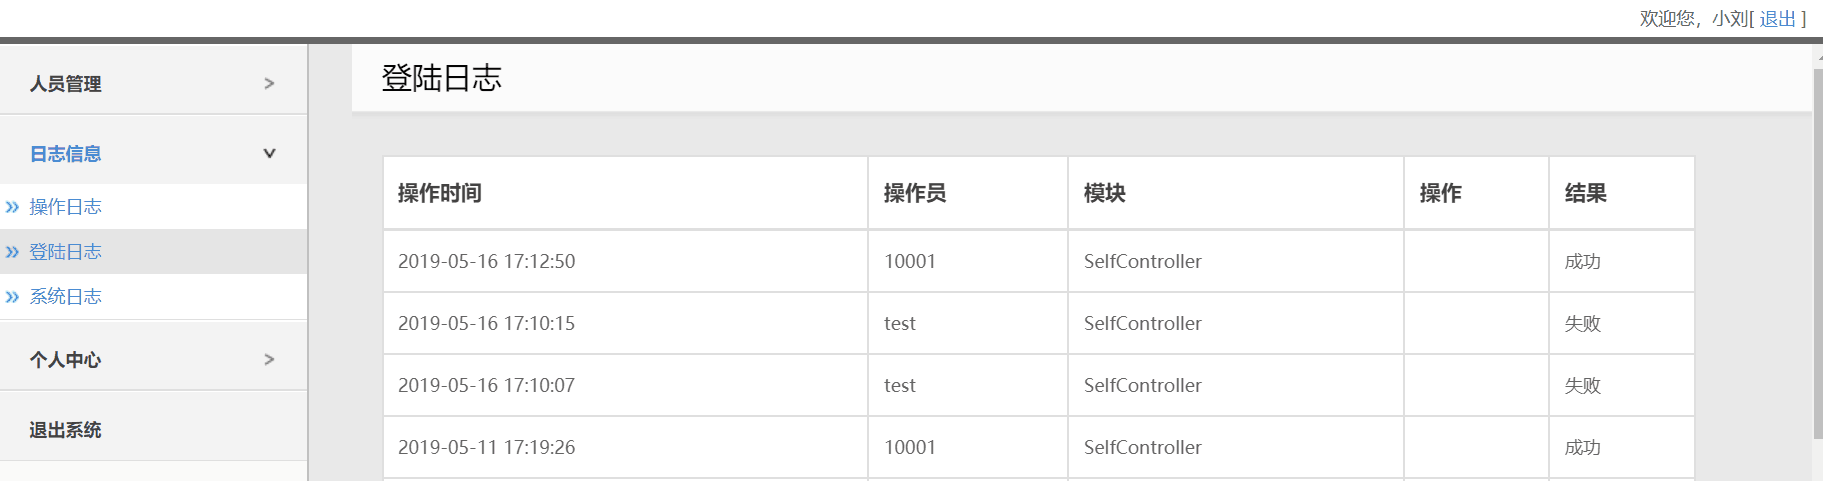 欢迎您，小刘[ 退出 ]
人员管理
日志信息
操作日志
登陆日志
系统日志
个人中心
退出系统
登陆日志
操作时间 操作员 模块 操作 结果
2019-05-16 17:12:50 10001 SelfController 成功
2019-05-16 17:10:15 test SelfController 失败
2019-05-16 17:10:07 test SelfController 失败
2019-05-11 17:19:26 10001 SelfController 成功